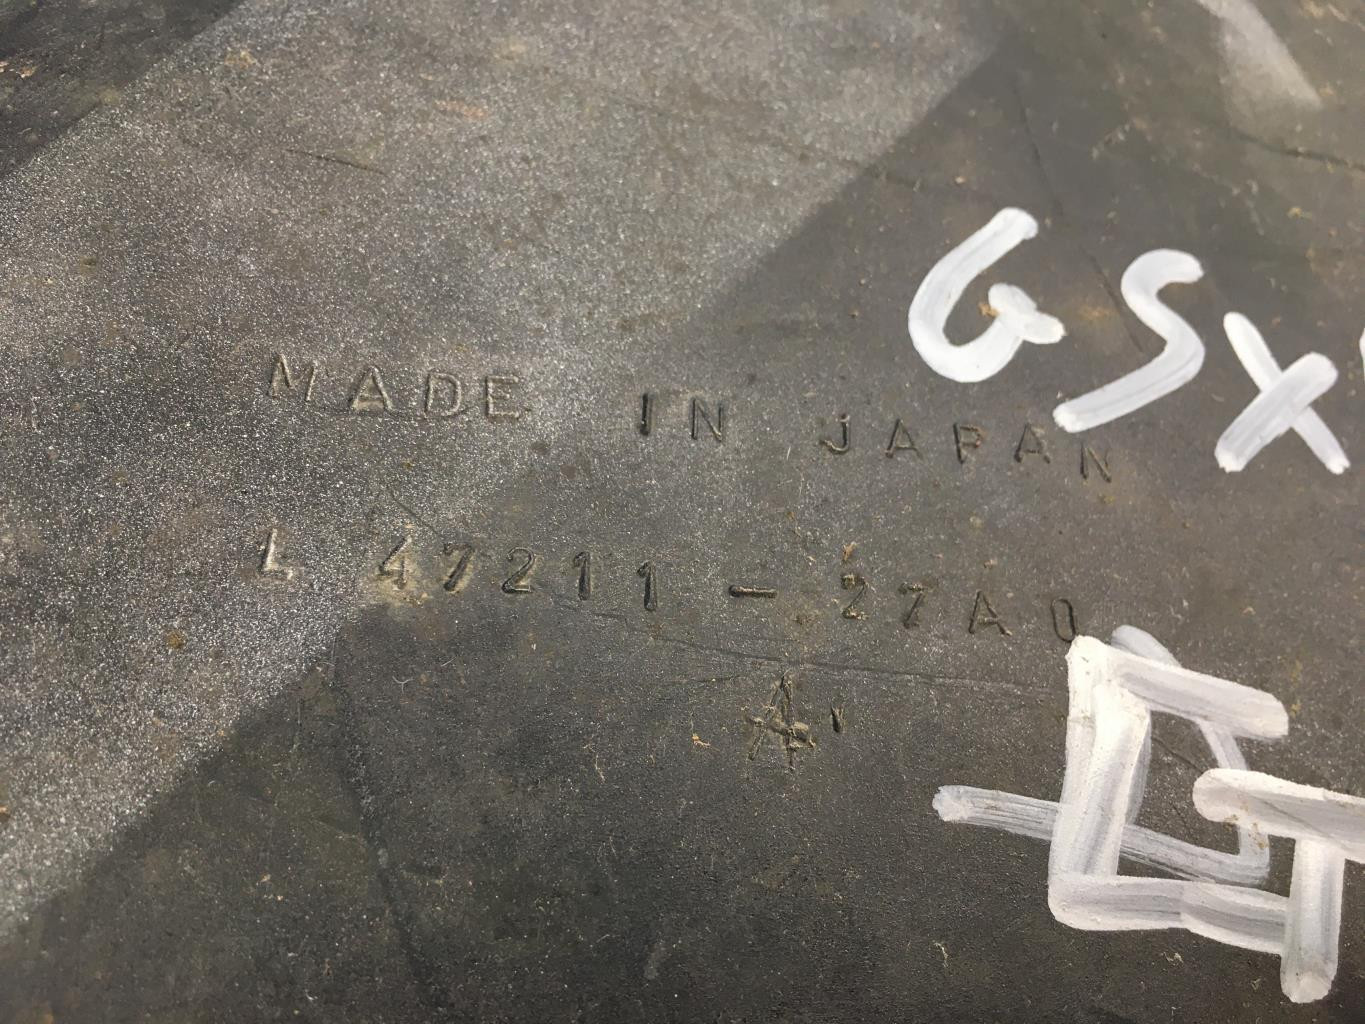 MADE IN JAPAN
GSX
L 47211-27A0
A